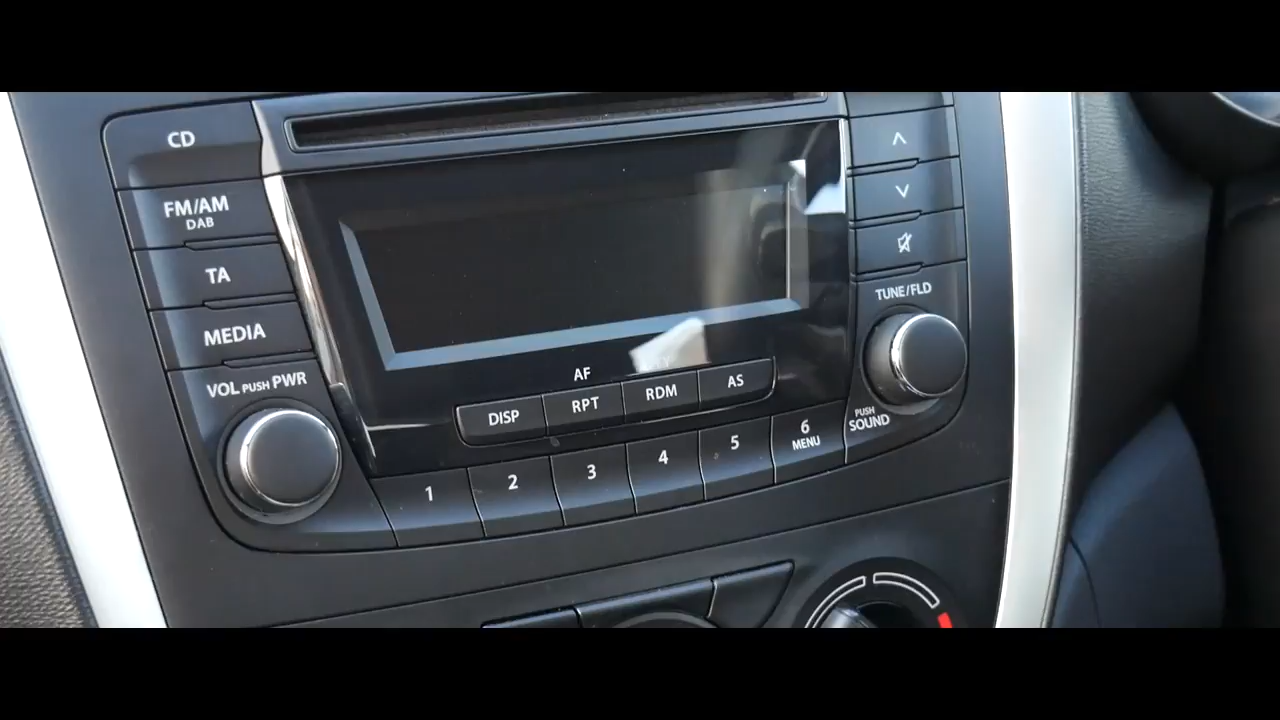 CD
FM/AM
DAB
TA
MEDIA
VOL PUSH PWR
TUNE/FLD
PUSH
SOUND
AF
DISP
RPT
RDM
AS
1
2
3
4
5
6
MENU